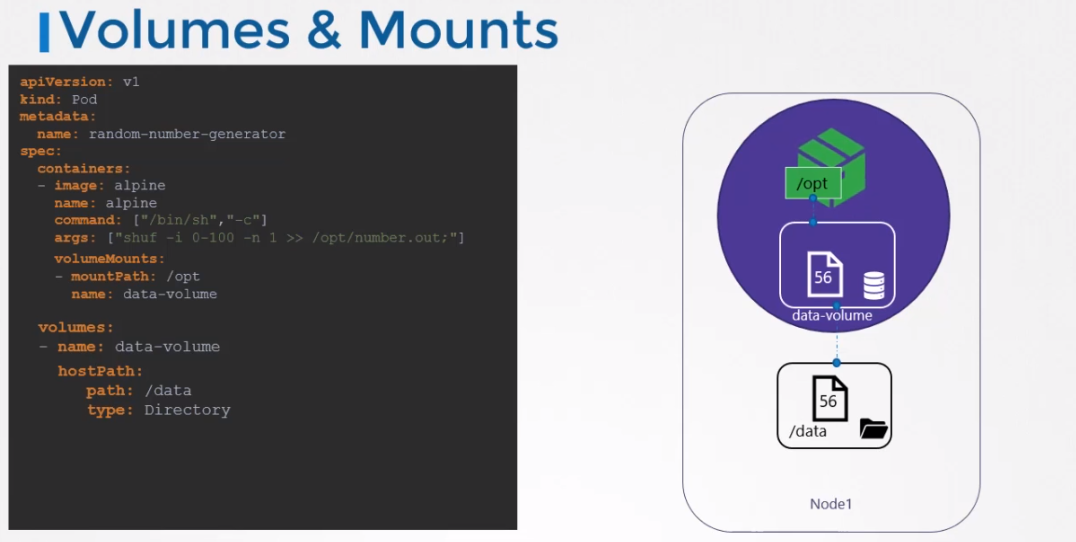 Volumes & Mounts
apiVersion: v1
kind: Pod
metadata:
  name: random-number-generator
spec:
  containers:
  - image: alpine
    name: alpine
    command: ["/bin/sh","-c"]
    args: ["shuf -i 0-100 -n 1 >> /opt/number.out;"]
    volumeMounts:
    - mountPath: /opt
      name: data-volume
  volumes:
  - name: data-volume
    hostPath:
       path: /data
       type: Directory
/opt
56
data-volume
56
/data
Node1